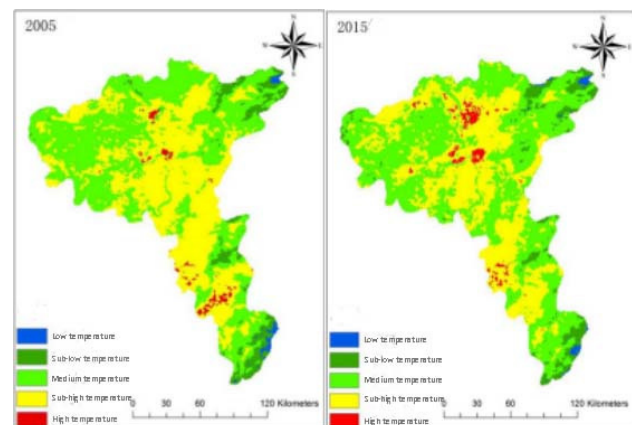 2005
N
W
E
S
Low temperature
Sub-low temperature
Medium temperature
Sub-high temperature
High temperature
0
30
60
120 Kilometers
2015
N
W
E
S
Low temperature
Sub-low temperature
Medium temperature
Sub-high temperature
High temperature
0
30
60
120 Kilometers